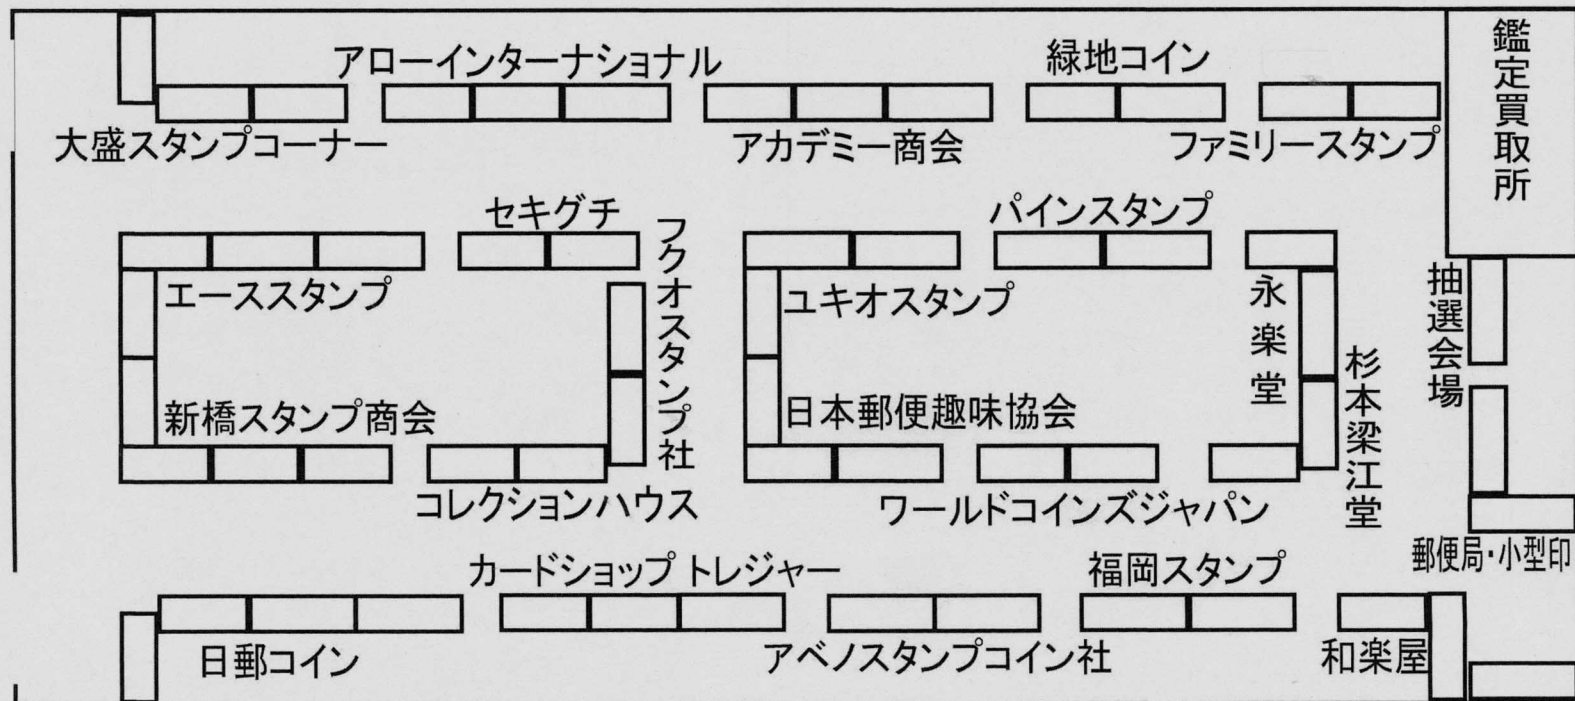 アローインターナショナル
緑地コイン
鑑定買取所
大盛スタンプコーナー
アカデミー商会
ファミリースタンプ
セキグチ
フクオスタンプ社
パインスタンプ
エーススタンプ
ユキオスタンプ
永楽堂
抽選会場
新橋スタンプ商会
日本郵便趣味協会
杉本梁江堂
コレクションハウス
ワールドコインズジャパン
郵便局・小型印
カードショップ トレジャー
福岡スタンプ
日郵コイン
アベノスタンプコイン社
和楽屋